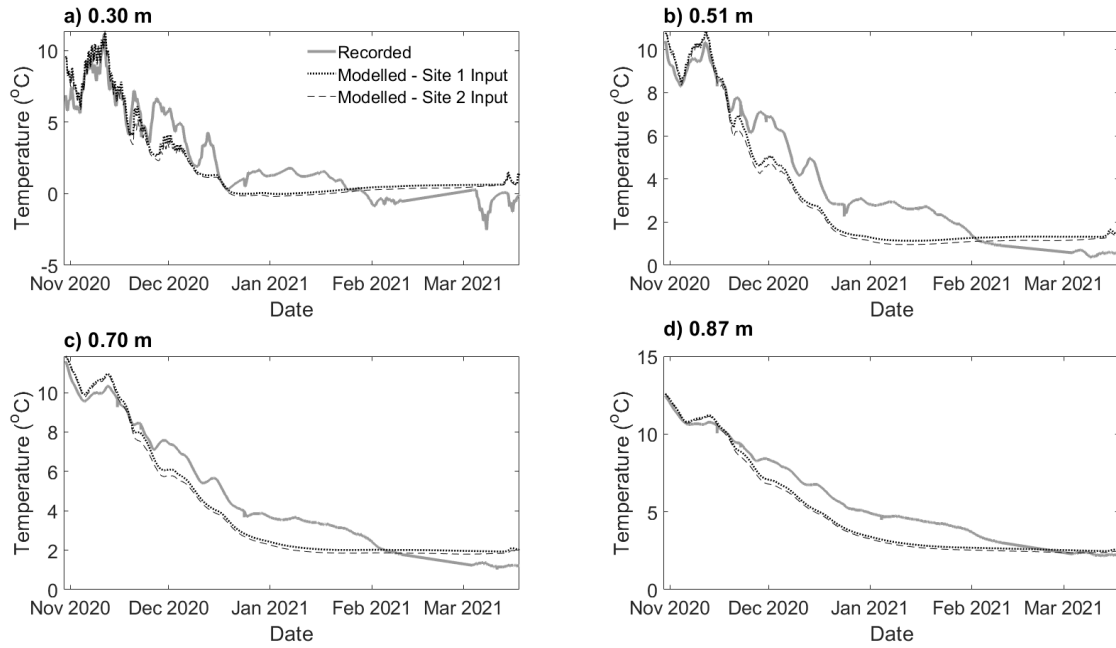 a) 0.30 m
Temperature (°C)
10
5
0
-5
Recorded
Modelled - Site 1 Input
Modelled - Site 2 Input
Nov 2020 Dec 2020 Jan 2021 Feb 2021 Mar 2021
Date
b) 0.51 m
Temperature (°C)
10
8
6
4
2
0
Nov 2020 Dec 2020 Jan 2021 Feb 2021 Mar 2021
Date
c) 0.70 m
Temperature (°C)
10
8
6
4
2
0
Nov 2020 Dec 2020 Jan 2021 Feb 2021 Mar 2021
Date
d) 0.87 m
Temperature (°C)
15
10
5
0
Nov 2020 Dec 2020 Jan 2021 Feb 2021 Mar 2021
Date